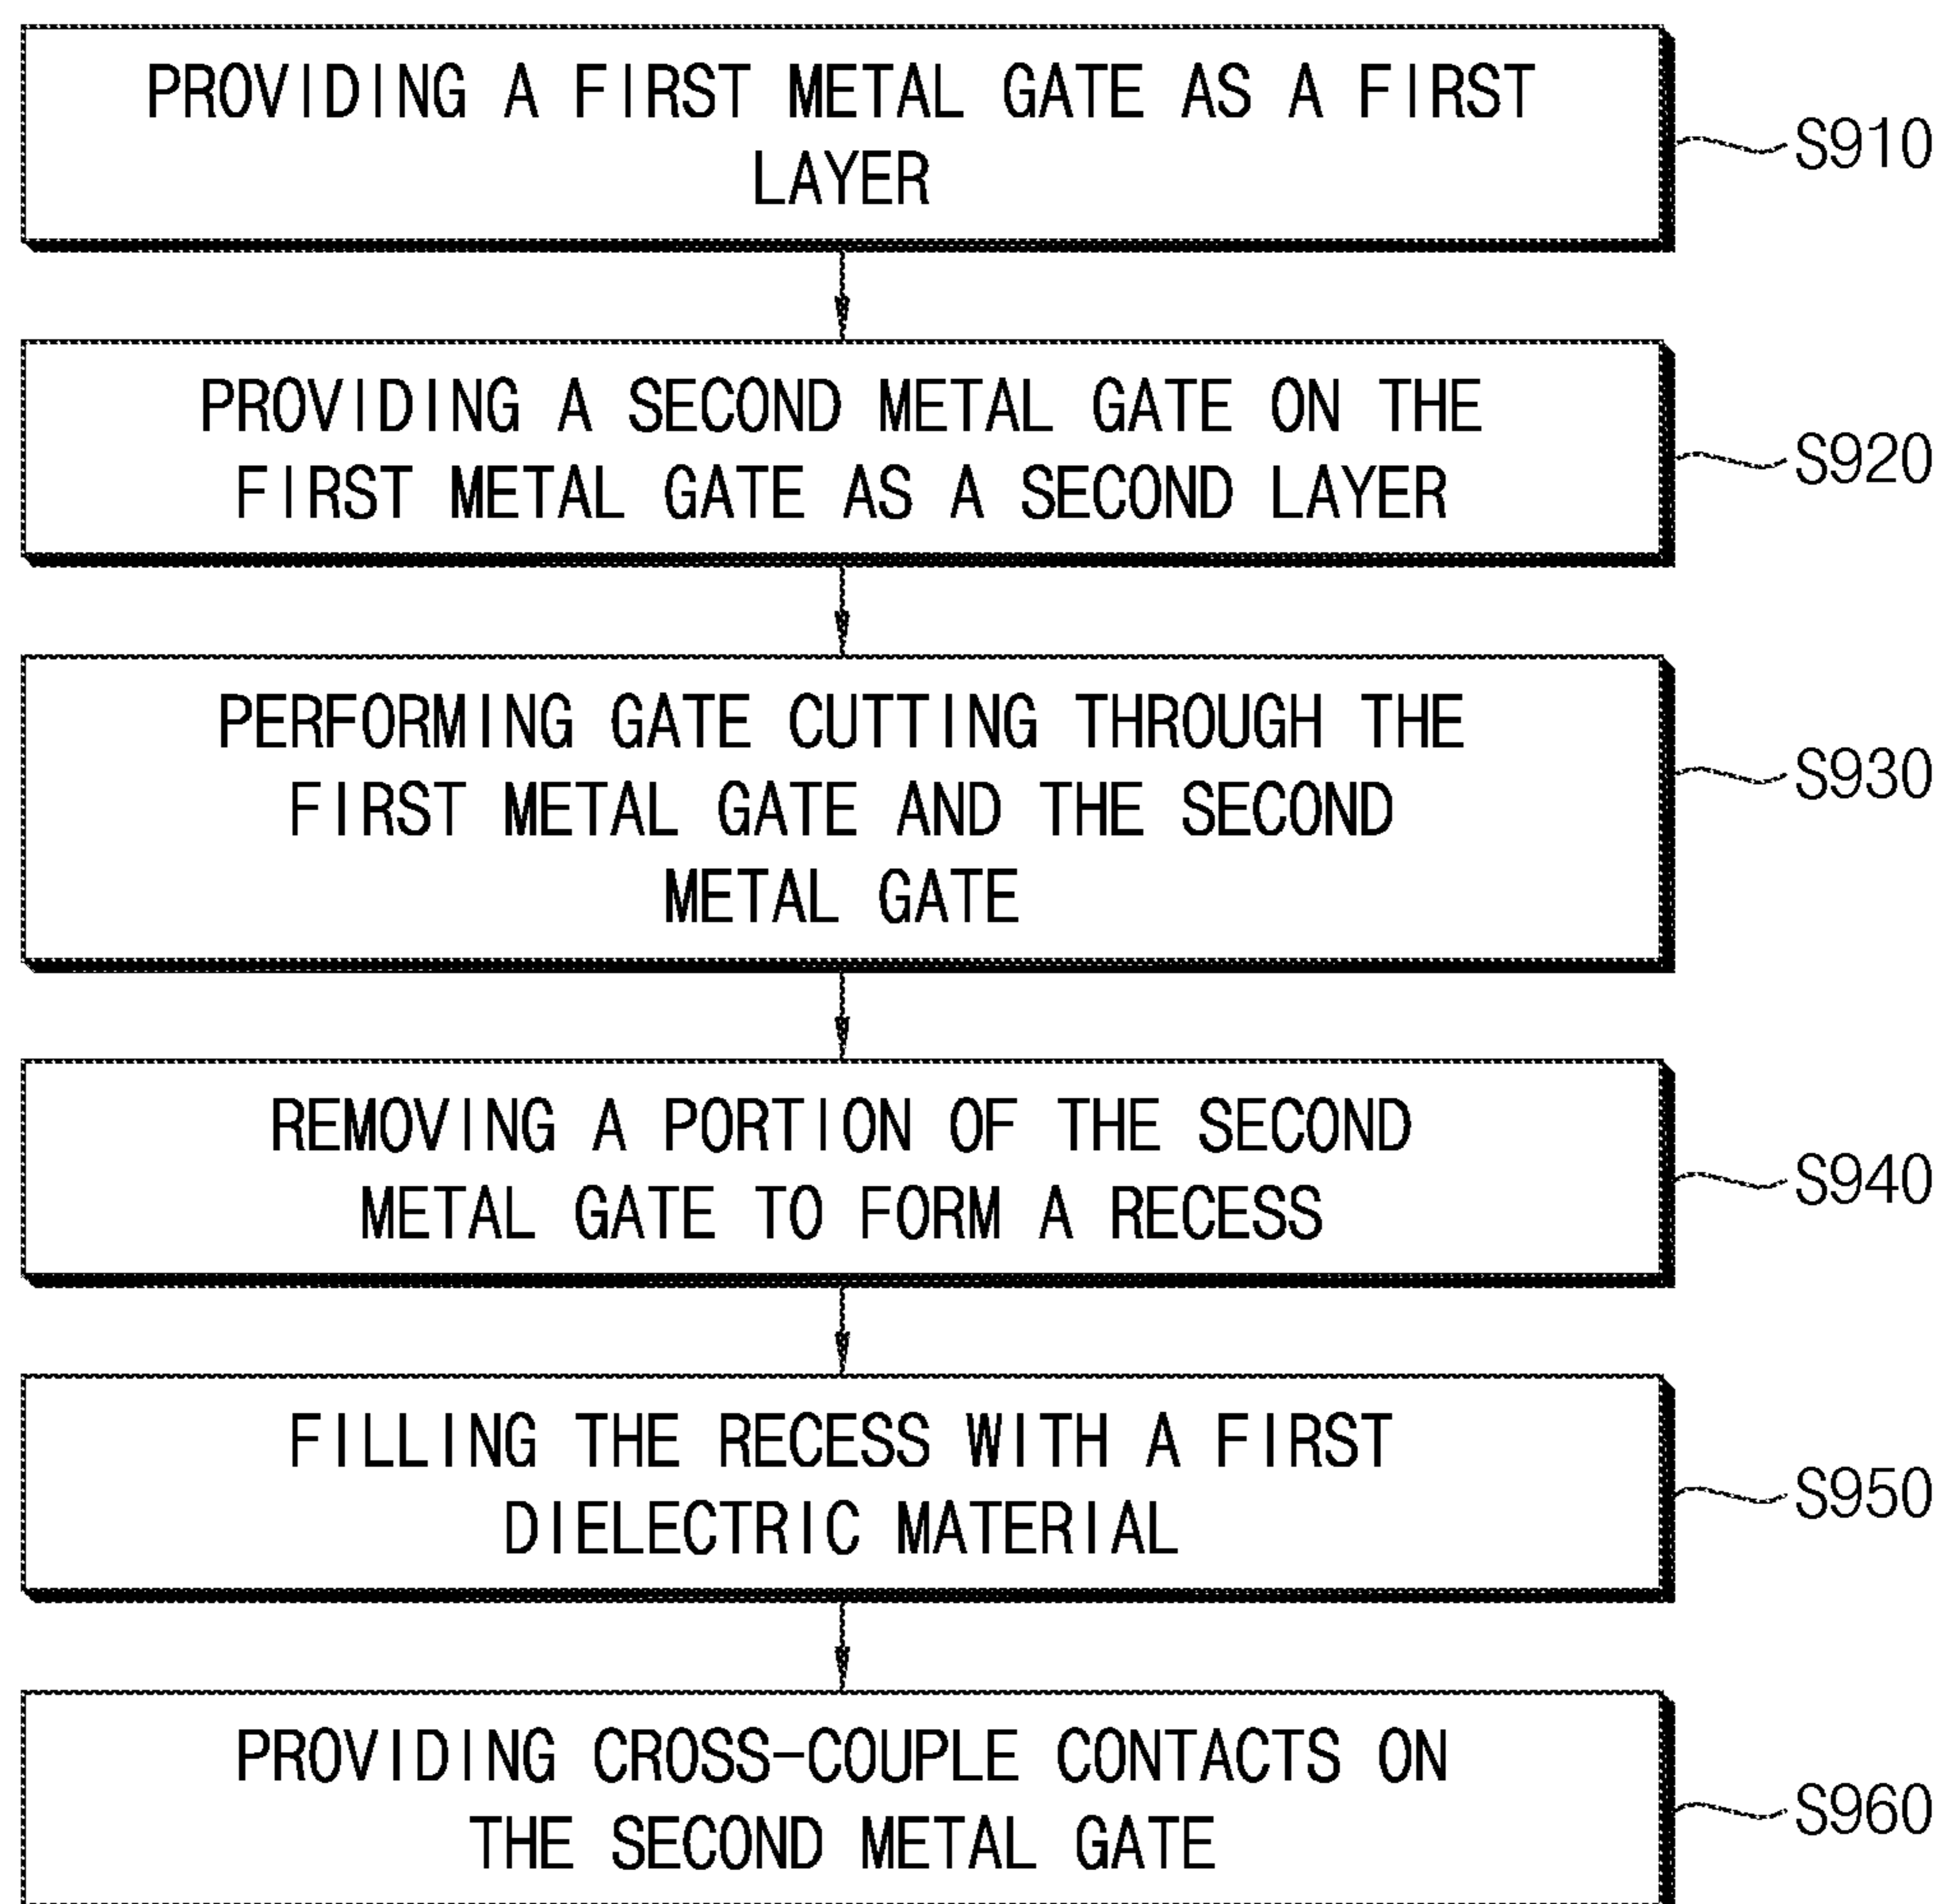 PROVIDING A FIRST METAL GATE AS A FIRST
LAYER
S910
PROVIDING A SECOND METAL GATE ON THE
FIRST METAL GATE AS A SECOND LAYER
S920
PERFORMING GATE CUTTING THROUGH THE
FIRST METAL GATE AND THE SECOND
METAL GATE
S930
REMOVING A PORTION OF THE SECOND
METAL GATE TO FORM A RECESS
S940
FILLING THE RECESS WITH A FIRST
DIELECTRIC MATERIAL
S950
PROVIDING CROSS-COUPLE CONTACTS ON
THE SECOND METAL GATE
S960